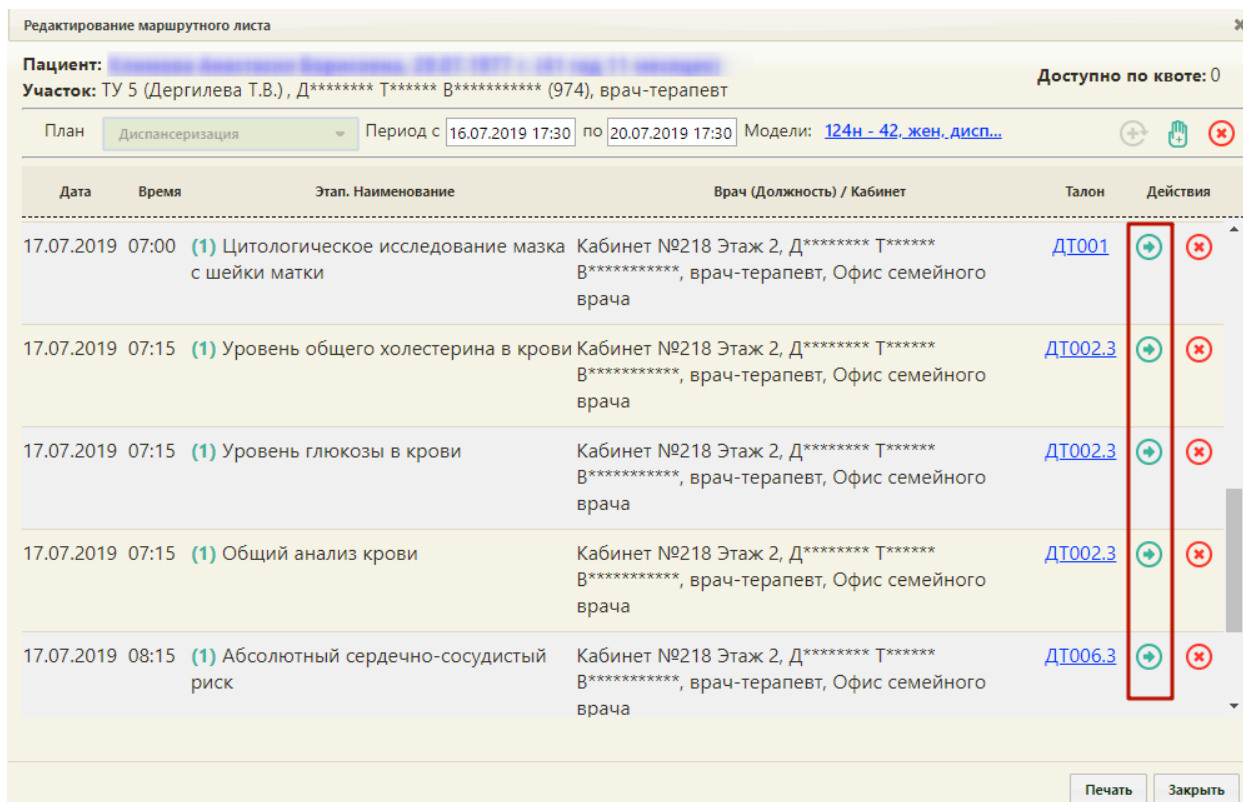 Редактирование маршрутного листа
Пациент:
Доступно по квоте: 0
Участок: ТУ 5 (Дергилева Т.В.) , Д******** Т****** В*********** (974), врач-терапевт
План Диспансеризация Период с 16.07.2019 17:30 по 20.07.2019 17:30 Модели: 124н - 42, жен, дисп...
Дата Время Этап. Наименование Врач (Должность) / Кабинет Талон Действия
17.07.2019 07:00 (1) Цитологическое исследование мазка Кабинет №218 Этаж 2, Д******** Т****** ДТ001
с шейки матки В***********, врач-терапевт, Офис семейного
врача
17.07.2019 07:15 (1) Уровень общего холестерина в крови Кабинет №218 Этаж 2, Д******** Т****** ДТ002.3
В***********, врач-терапевт, Офис семейного
врача
17.07.2019 07:15 (1) Уровень глюкозы в крови Кабинет №218 Этаж 2, Д******** Т****** ДТ002.3
В***********, врач-терапевт, Офис семейного
врача
17.07.2019 07:15 (1) Общий анализ крови Кабинет №218 Этаж 2, Д******** Т****** ДТ002.3
В***********, врач-терапевт, Офис семейного
врача
17.07.2019 08:15 (1) Абсолютный сердечно-сосудистый Кабинет №218 Этаж 2, Д******** Т****** ДТ006.3
риск В***********, врач-терапевт, Офис семейного
врача
Печать Закрыть